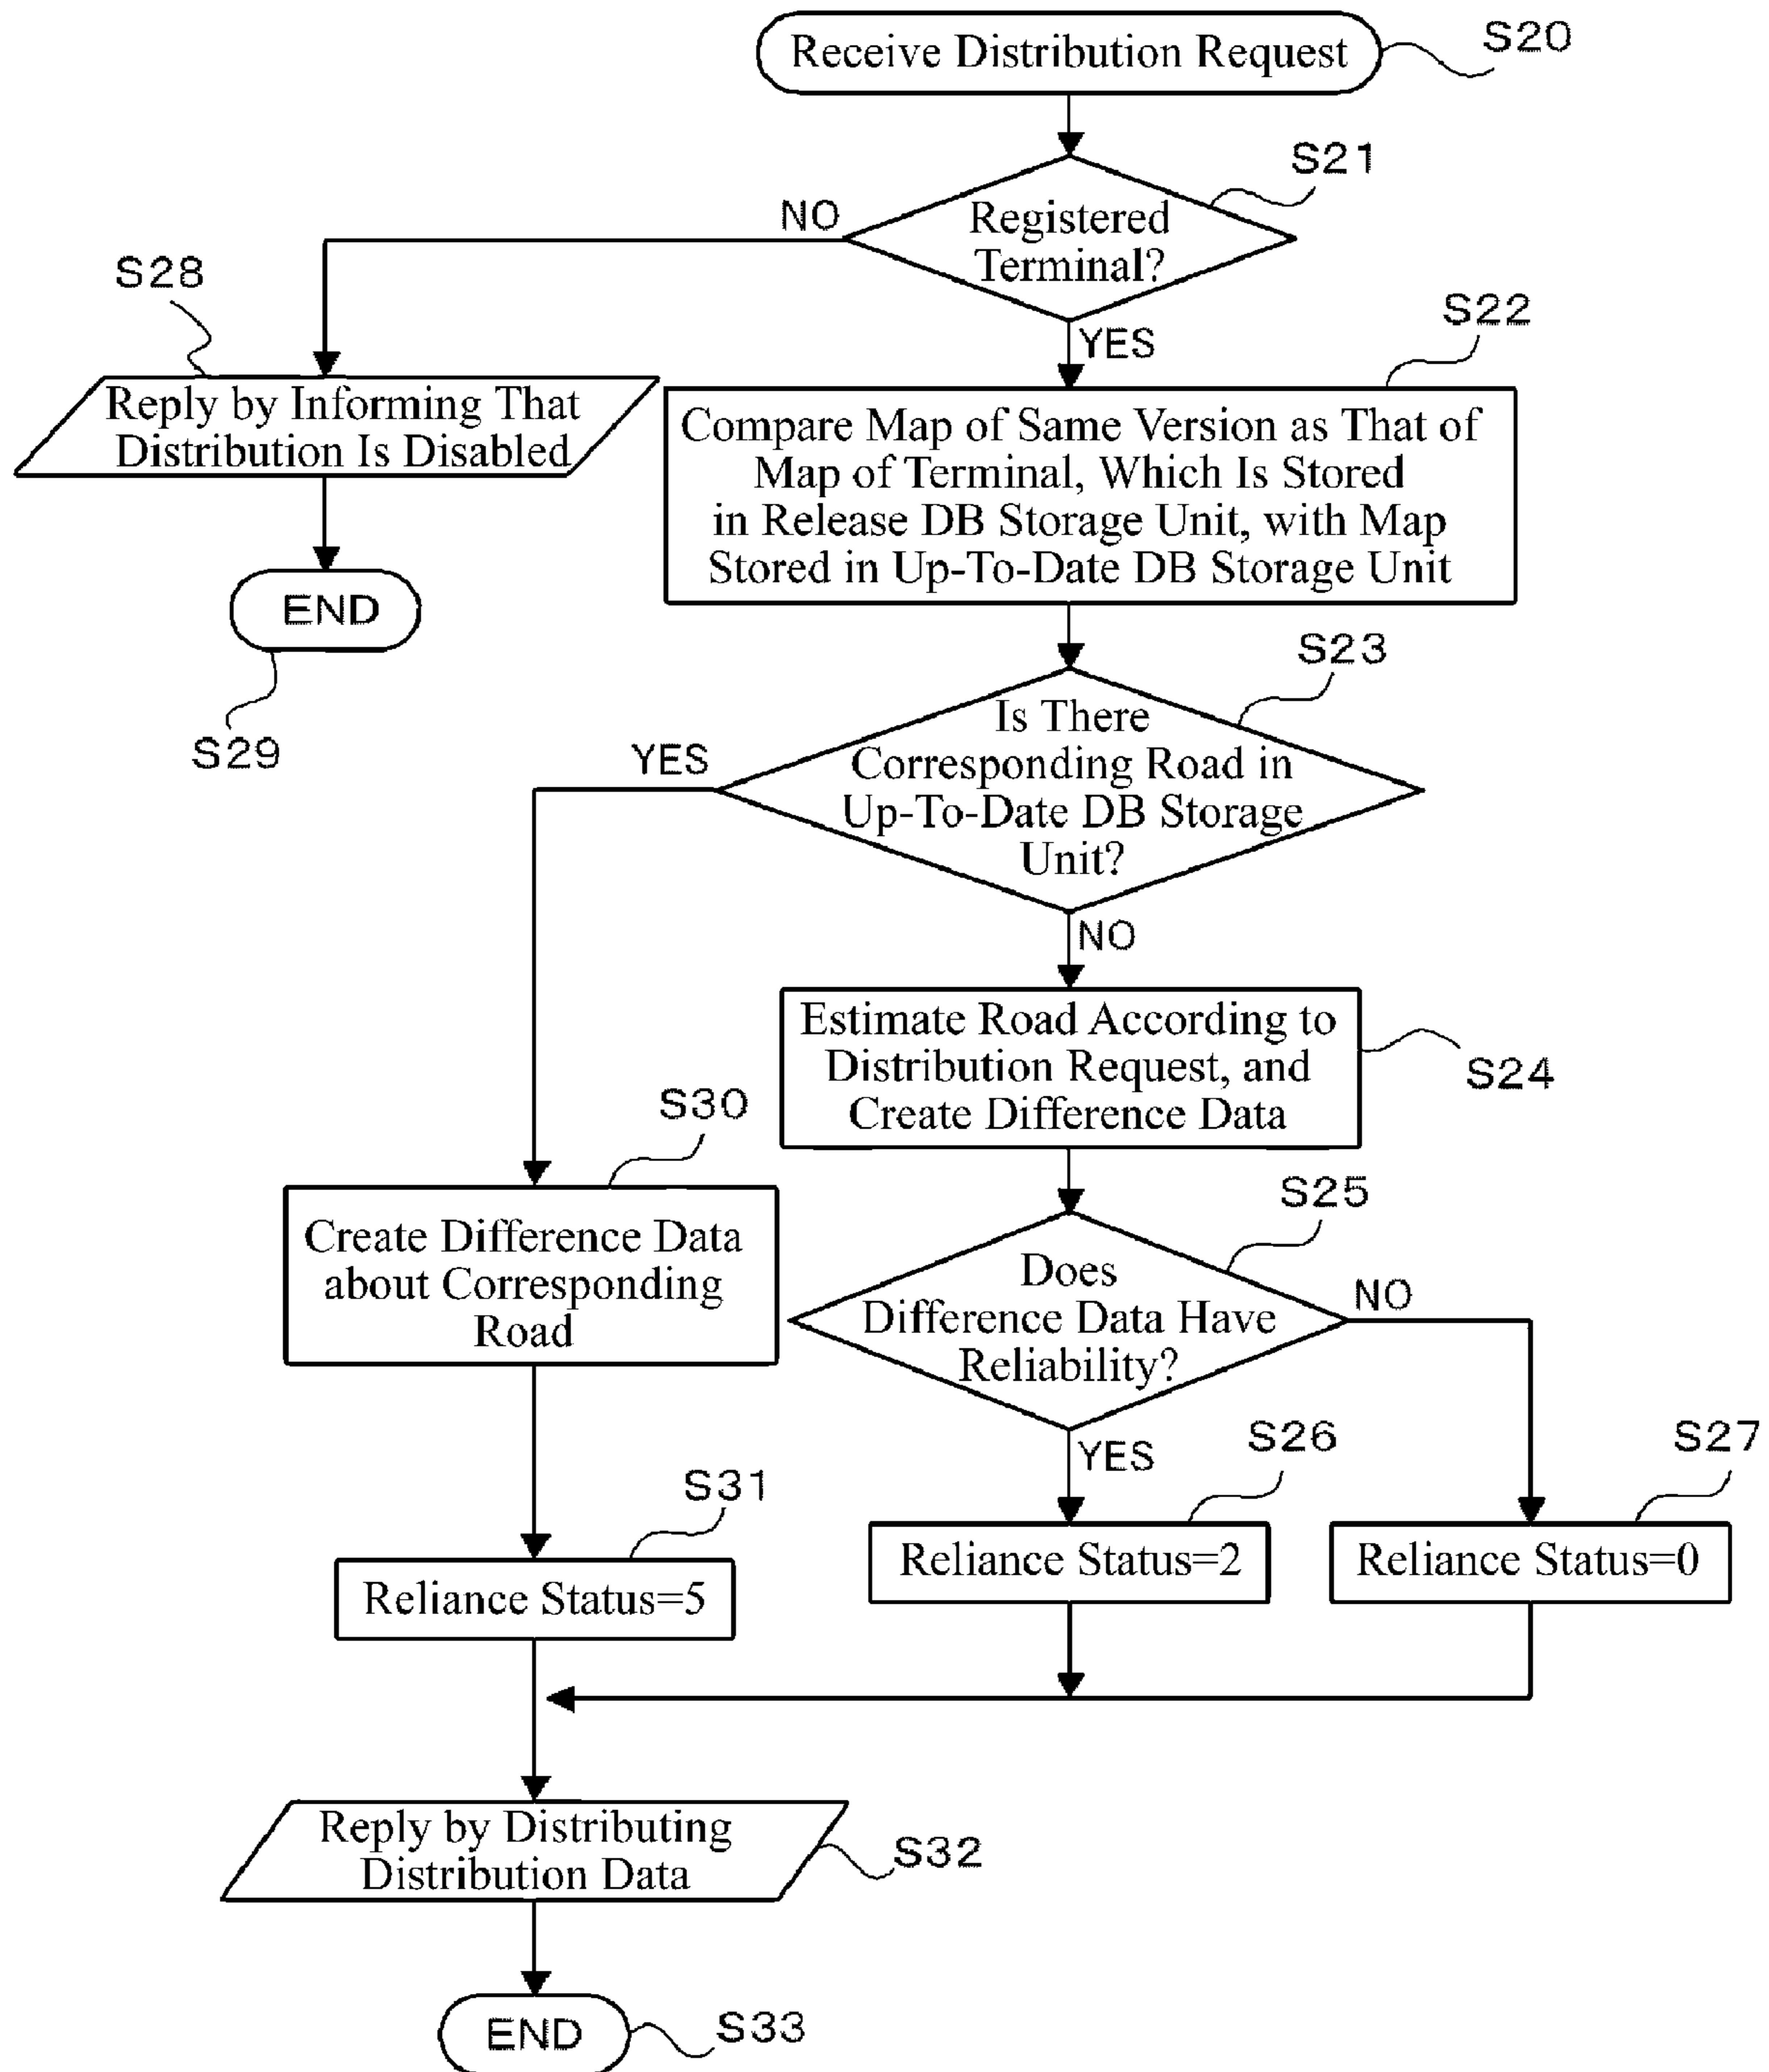 Receive Distribution Request
S20
S21
Registered
Terminal?
NO
YES
S28
Reply by Informing That
Distribution Is Disabled
END
S29
S22
Compare Map of Same Version as That of
Map of Terminal, Which Is Stored
in Release DB Storage Unit, with Map
Stored in Up-To-Date DB Storage Unit
S23
Is There
Corresponding Road in
Up-To-Date DB Storage
Unit?
YES
NO
Estimate Road According to
Distribution Request, and
Create Difference Data
S24
S30
Create Difference Data
about Corresponding
Road
S25
Does
Difference Data Have
Reliability?
NO
YES
S26
S27
S31
Reliance Status=2
Reliance Status=0
Reliance Status=5
Reply by Distributing
Distribution Data
S32
END
S33